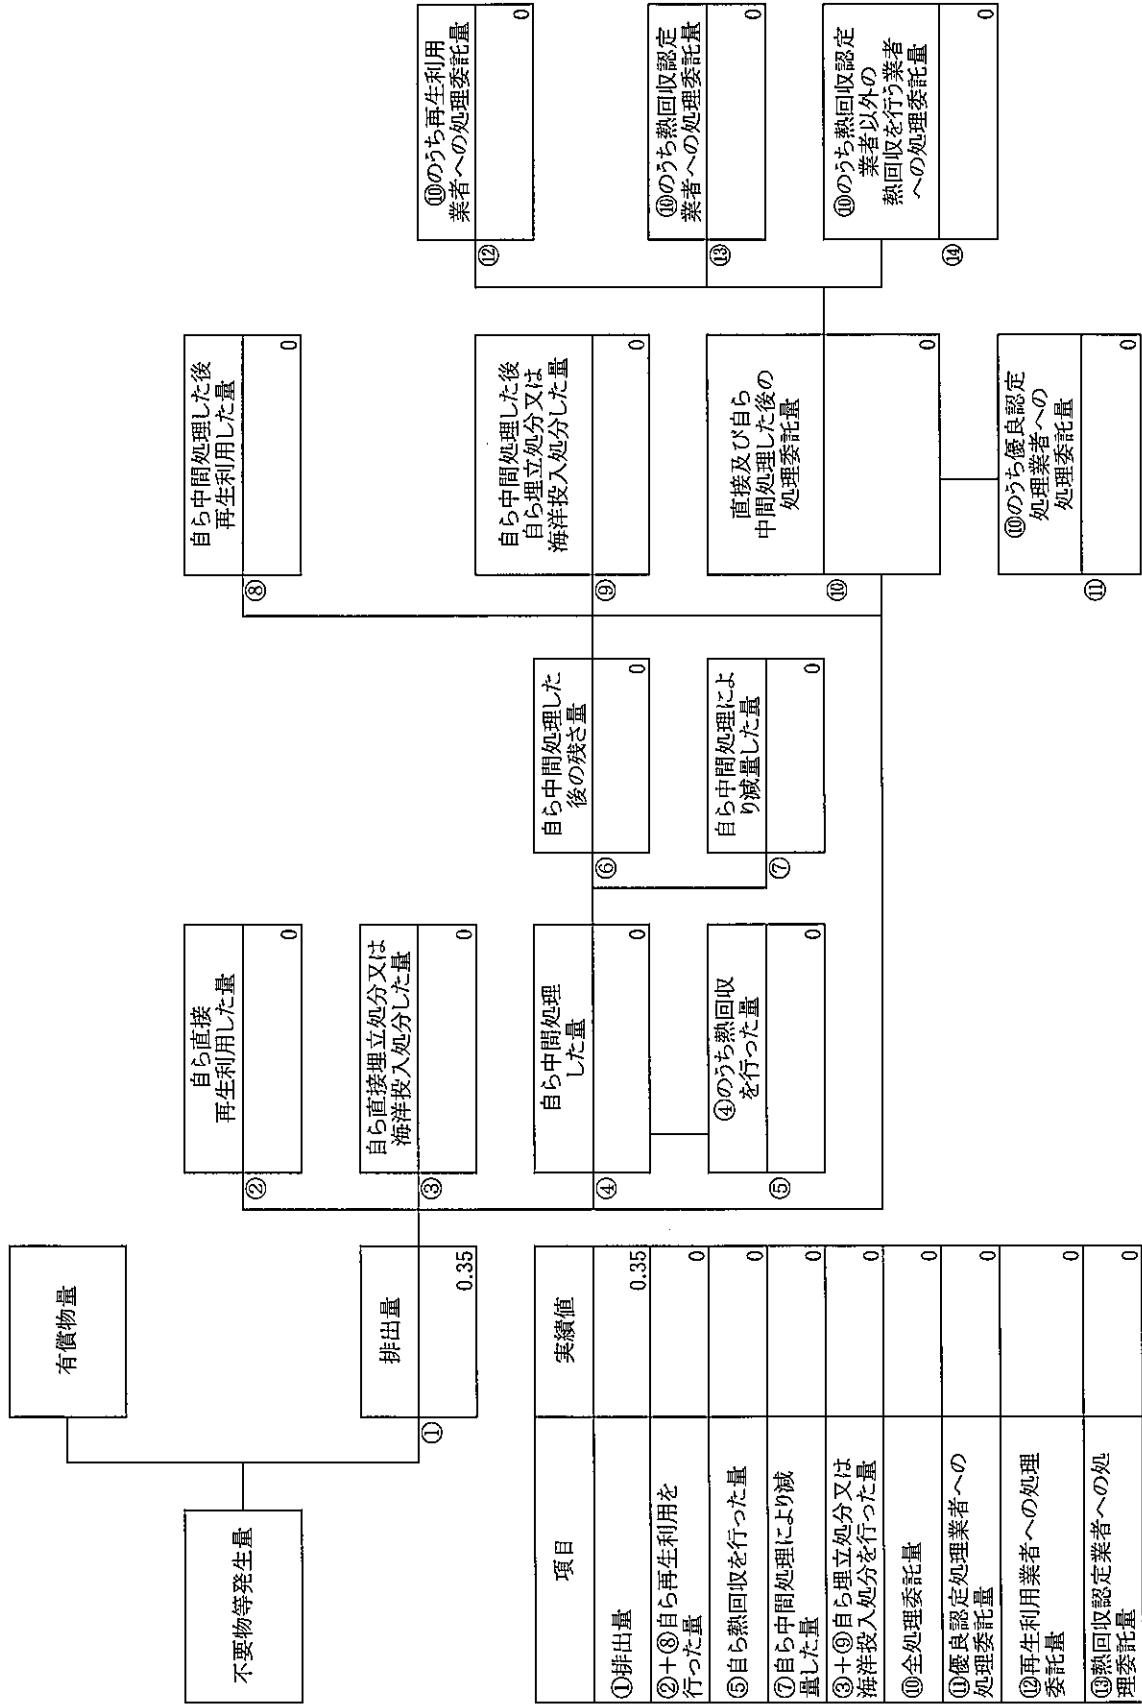 不要物等発生量
有償物量
①
排出量
0.35
②
自ら直接
再生利用した量
0
③
自ら直接埋立処分又は
海洋投入処分した量
0
④
自ら中間処理
した量
0
⑤
④のうち熱回収
を行った量
0
⑥
自ら中間処理した
後の残さ量
0
⑦
自ら中間処理によ
り減量した量
0
⑧
自ら中間処理した後
再生利用した量
0
⑨
自ら中間処理した後
自ら埋立処分又は
海洋投入処分した量
0
⑩
直接及び自ら
中間処理した後の
処理委託量
0
⑪
⑩のうち優良認定
処理業者への
処理委託量
0
⑫
⑩のうち再生利用
業者への処理委託量
0
⑬
⑩のうち熱回収認定
業者への処理委託量
0
⑭
⑩のうち熱回収認定
業者以外の
熱回収を行う業者
への処理委託量
0
項目 実績値
①排出量 0.35
②+⑧自ら再生利用を
行った量 0
⑤自ら熱回収を行った量 0
⑦自ら中間処理により減
量した量 0
③+⑨自ら埋立処分又は
海洋投入処分を行った量 0
⑩全処理委託量 0
⑪優良認定処理業者への
処理委託量 0
⑫再生利用業者への処理
委託量 0
⑬熱回収認定業者への処
理委託量 0